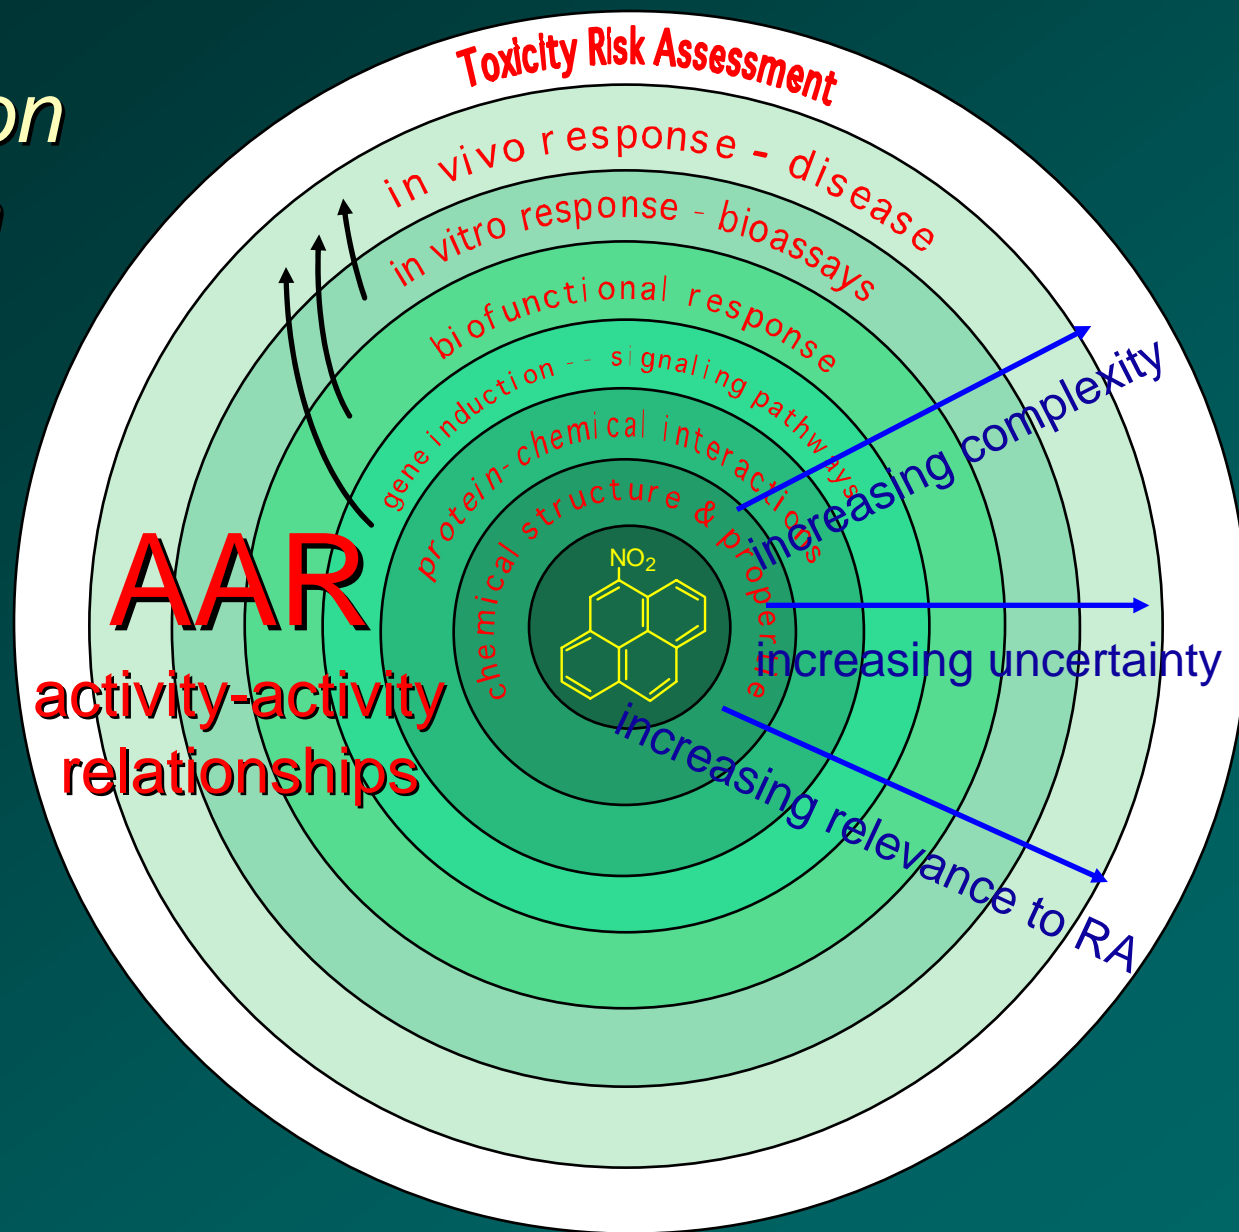 on
Toxicity Risk Assessment
in vivo response - disease
in vitro response - bioassays
biofunctional response
gene induction -- signaling pathways
protein-chemical interactions
chemical structure & propertie
NO2
AAR
activity-activity
relationships
increasing complexity
increasing uncertainty
increasing relevance to RA